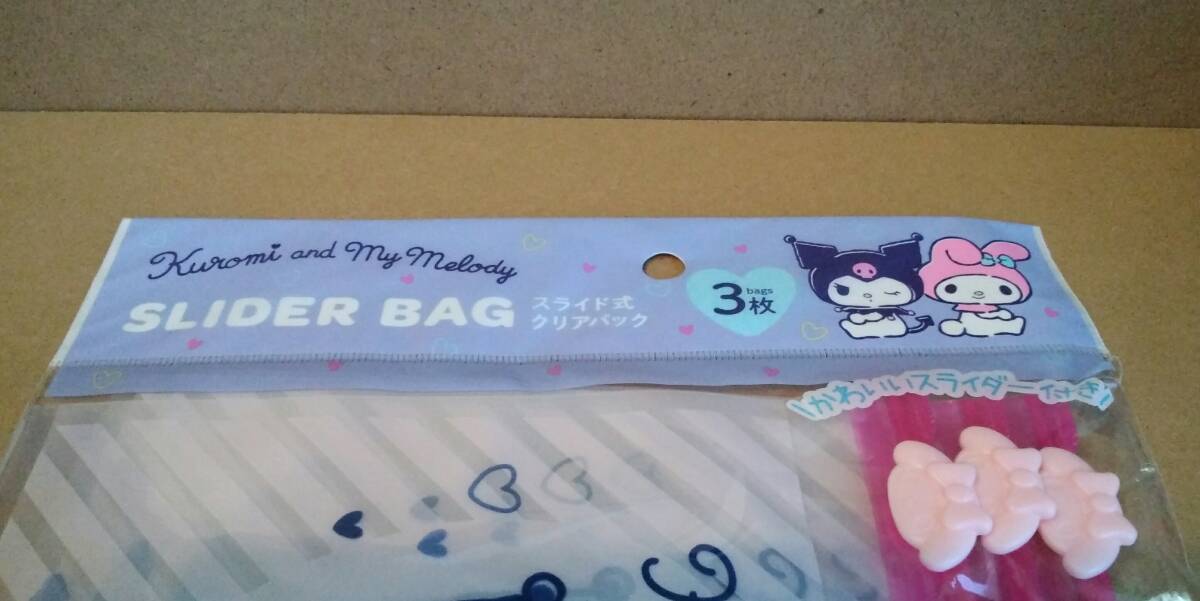 Kuromi and My Melody
SLIDER BAG
スライド式
クリアパック
3 bags
枚
かわいいスライダー付き